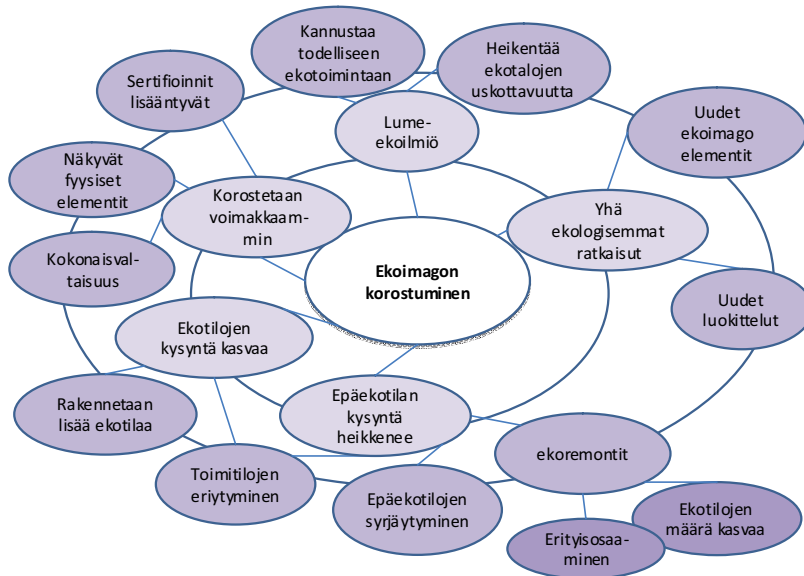 Kannustaa
todelliseen
ekotoimintaan
Heikentää
ekotalojen
uskottavuutta
Sertifioinnit
lisääntyvät
Lume-
ekoilmiö
Uudet
ekoimago
elementit
Näkyvät
fyysiset
elementit
Korostetaan
voimakkaam-
min
Yhä
ekologisemmat
ratkaisut
Kokonaisval-
taisuus
Ekoimagon
korostuminen
Uudet
luokittelut
Ekotilojen
kysyntä kasvaa
Rakennetaan
lisää ekotilaa
Epäekotilan
kysyntä
heikkenee
ekoremontit
Toimitilojen
eriytyminen
Epäekotilojen
syrjäytyminen
Ekotilojen
määrä kasvaa
Erityisosaa-
minen